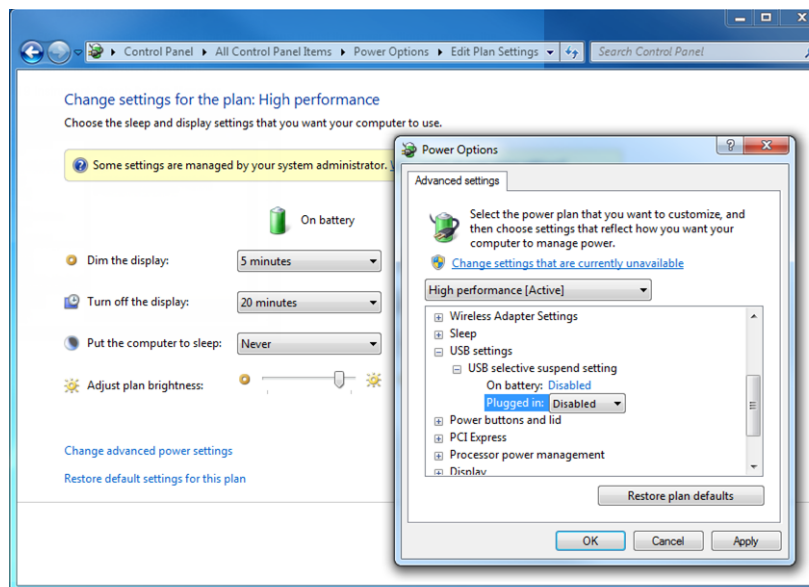 Control Panel ▸ All Control Panel Items ▸ Power Options ▸ Edit Plan Settings
Search Control Panel
Change settings for the plan: High performance
Choose the sleep and display settings that you want your computer to use.
Some settings are managed by your system administrator.
On battery
Dim the display: 5 minutes
Turn off the display: 20 minutes
Put the computer to sleep: Never
Adjust plan brightness:
Change advanced power settings
Restore default settings for this plan
Power Options
Advanced settings
Select the power plan that you want to customize, and
then choose settings that reflect how you want your
computer to manage power.
Change settings that are currently unavailable
High performance [Active]
Wireless Adapter Settings
Sleep
USB settings
USB selective suspend setting
On battery: Disabled
Plugged in: Disabled
Power buttons and lid
PCI Express
Processor power management
Display
Restore plan defaults
OK Cancel Apply